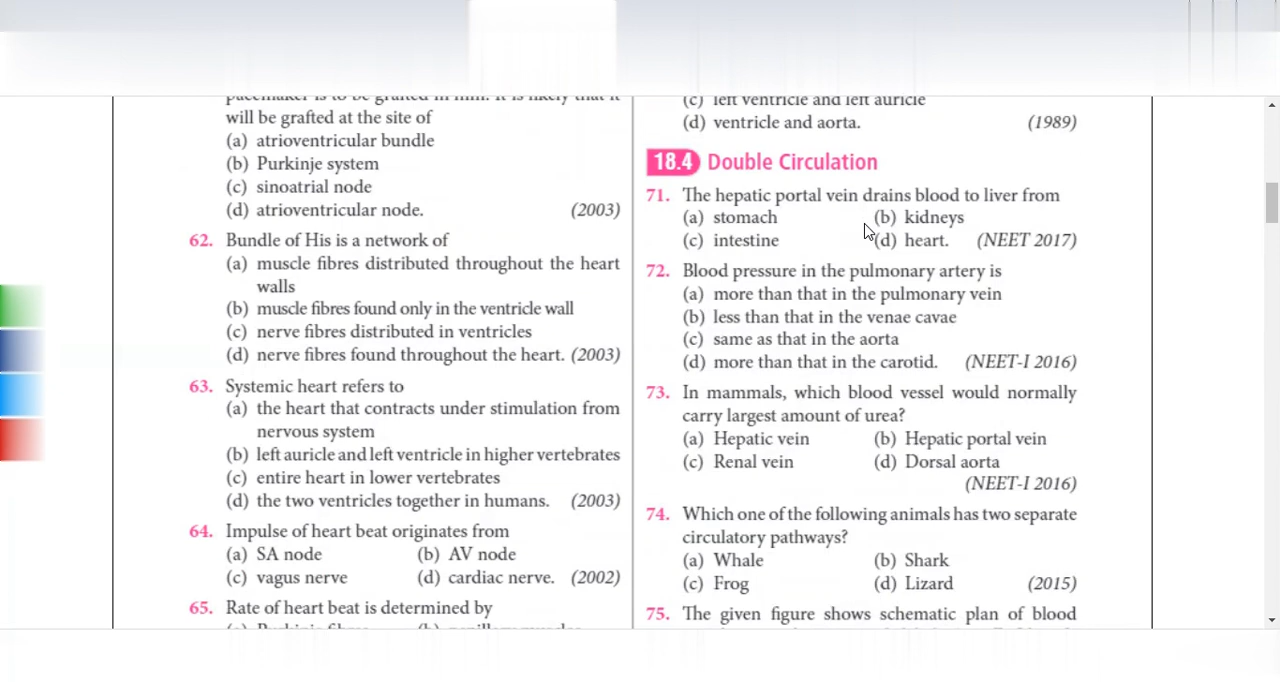 will be grafted at the site of
(a) atrioventricular bundle
(b) Purkinje system
(c) sinoatrial node
(d) atrioventricular node. (2003)
62. Bundle of His is a network of
(a) muscle fibres distributed throughout the heart
walls
(b) muscle fibres found only in the ventricle wall
(c) nerve fibres distributed in ventricles
(d) nerve fibres found throughout the heart. (2003)
63. Systemic heart refers to
(a) the heart that contracts under stimulation from
nervous system
(b) left auricle and left ventricle in higher vertebrates
(c) entire heart in lower vertebrates
(d) the two ventricles together in humans. (2003)
64. Impulse of heart beat originates from
(a) SA node (b) AV node
(c) vagus nerve (d) cardiac nerve. (2002)
65. Rate of heart beat is determined by
(c) left ventricle and left auricle
(d) ventricle and aorta. (1989)
18.4 Double Circulation
71. The hepatic portal vein drains blood to liver from
(a) stomach (b) kidneys
(c) intestine (d) heart. (NEET 2017)
72. Blood pressure in the pulmonary artery is
(a) more than that in the pulmonary vein
(b) less than that in the venae cavae
(c) same as that in the aorta
(d) more than that in the carotid. (NEET-I 2016)
73. In mammals, which blood vessel would normally
carry largest amount of urea?
(a) Hepatic vein (b) Hepatic portal vein
(c) Renal vein (d) Dorsal aorta
(NEET-I 2016)
74. Which one of the following animals has two separate
circulatory pathways?
(a) Whale (b) Shark
(c) Frog (d) Lizard (2015)
75. The given figure shows schematic plan of blood